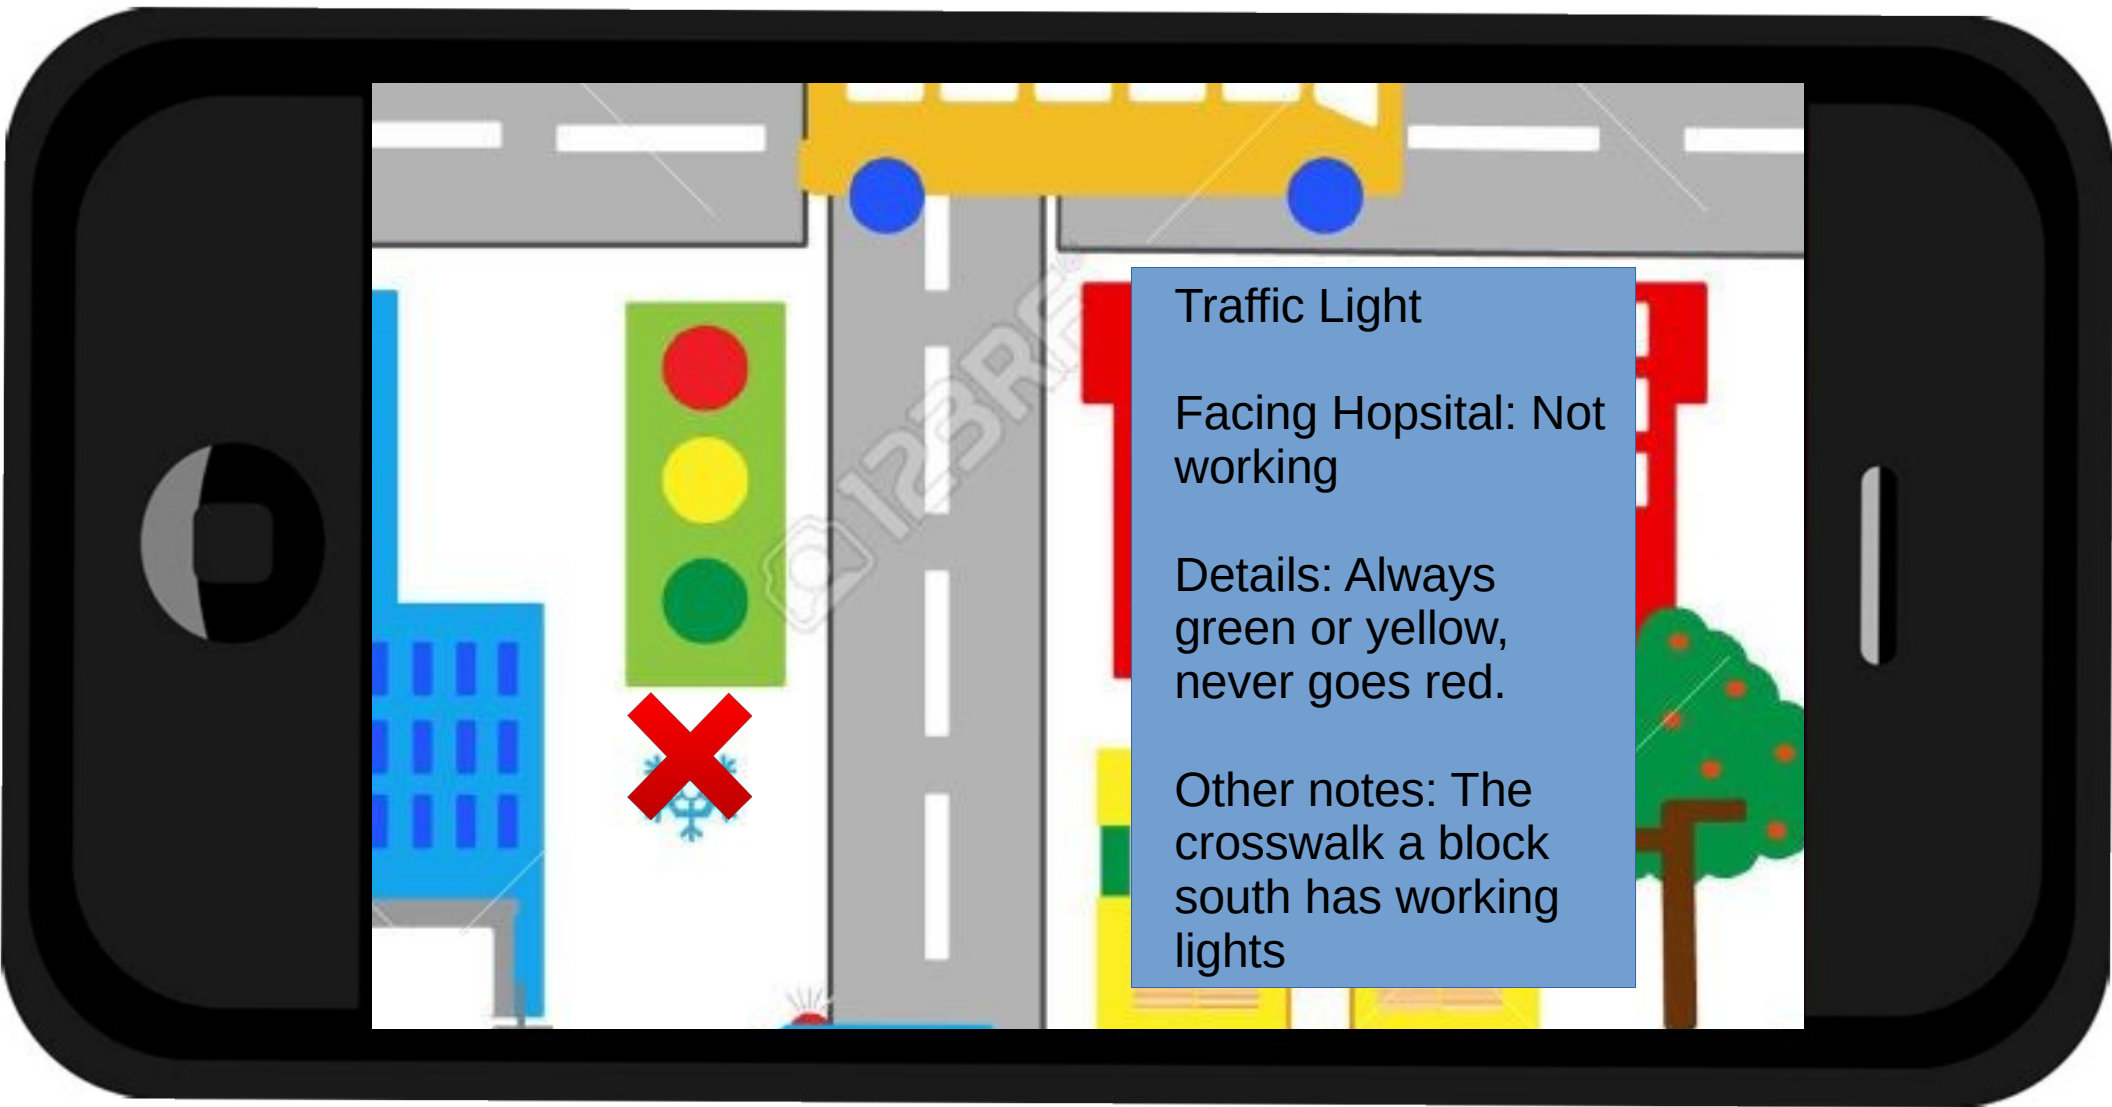 Traffic Light
Facing Hopsital: Not
working
Details: Always
green or yellow,
never goes red.
Other notes: The
crosswalk a block
south has working
lights
123RF